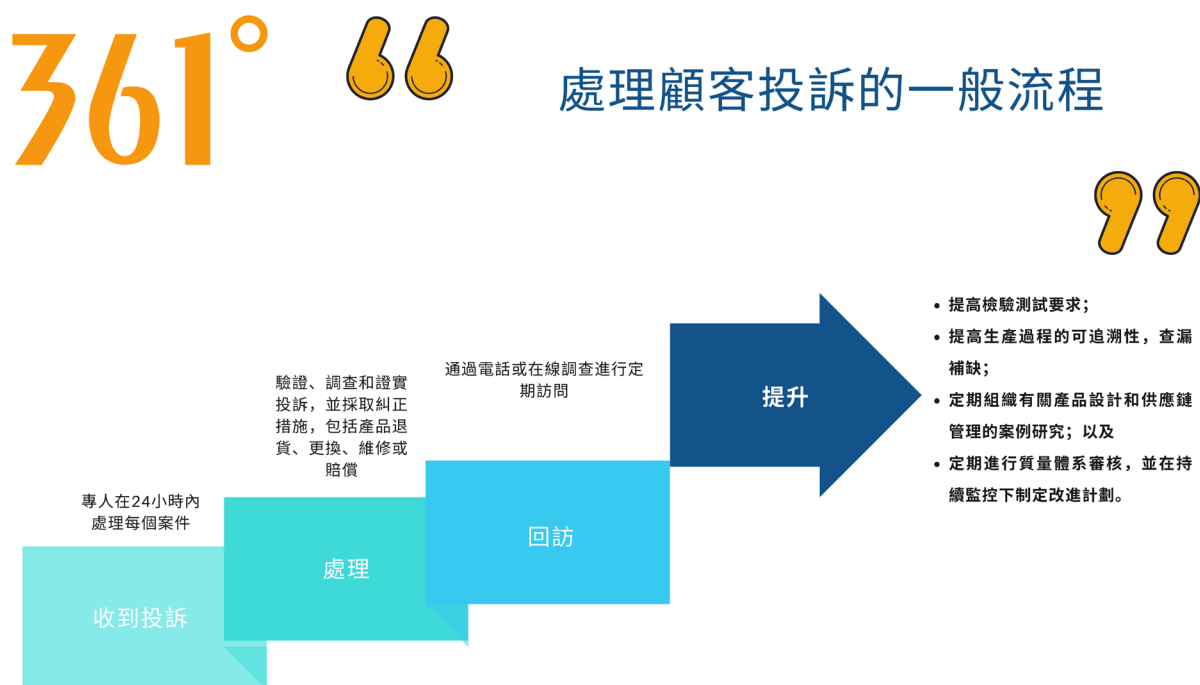 361°
處理顧客投訴的一般流程
專人在24小時內
處理每個案件
收到投訴
驗證、調查和證實
投訴，並採取糾正
措施，包括產品退
貨、更換、維修或
賠償
處理
通過電話或在線調查進行定
期訪問
回訪
提升
• 提高檢驗測試要求；
• 提高生產過程的可追溯性，查漏
補缺；
• 定期組織有關產品設計和供應鏈
管理的案例研究；以及
• 定期進行質量體系審核，並在持
續監控下制定改進計劃。